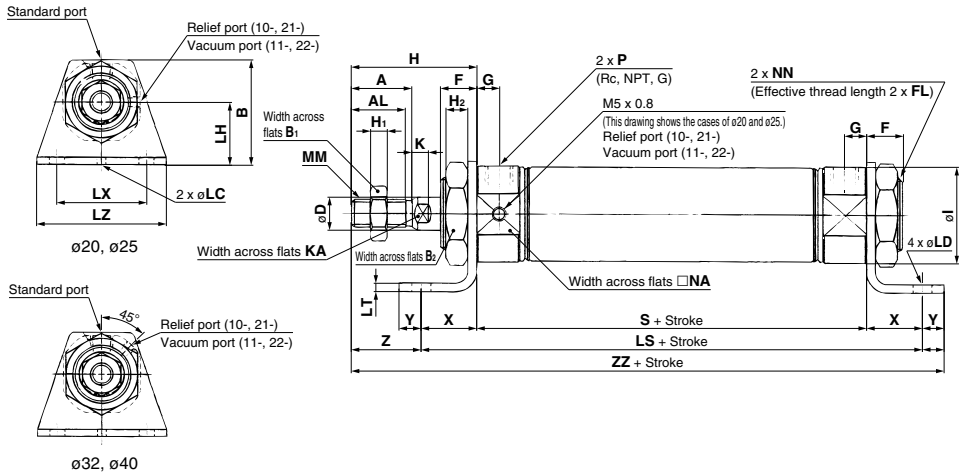 Standard port
Relief port (10-, 21-)
Vacuum port (11-, 22-)
B
LH
LX
LZ
2 x øLC
ø20, ø25
Standard port
45°
Relief port (10-, 21-)
Vacuum port (11-, 22-)
ø32, ø40
H
A
F
G
AL
H2
H1
K
Width across
flats B1
MM
øD
Width across flats KA
Width across flats B2
2 x P
(Rc, NPT, G)
M5 x 0.8
(This drawing shows the cases of ø20 and ø25.)
Relief port (10-, 21-)
Vacuum port (11-, 22-)
2 x NN
(Effective thread length 2 x FL)
G
F
øI
4 x øLD
Width across flats □NA
LT
Y
X
S + Stroke
X
Y
Z
LS + Stroke
ZZ + Stroke